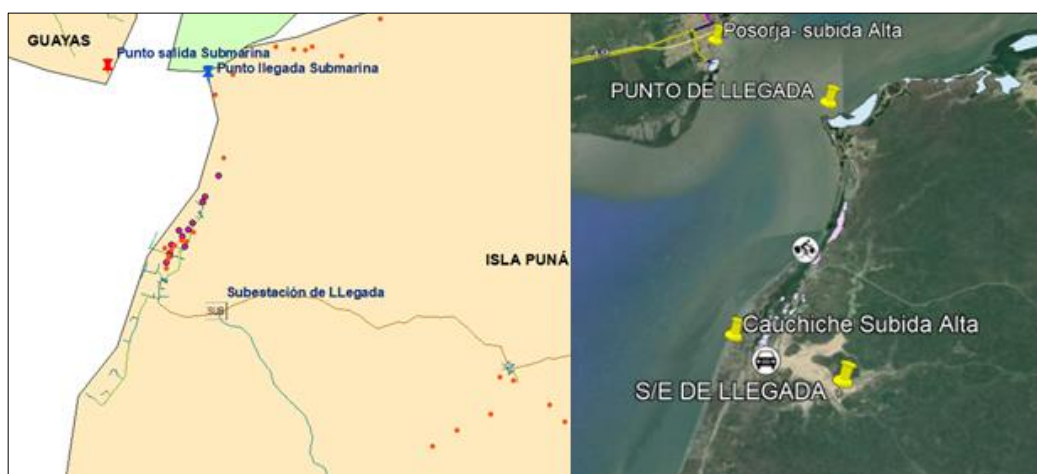 GUAYAS
Punto salida Submarina
Punto llegada Submarina
ISLA PUNÁ
Subestación de LLegada
SUB
Posorja- subida Alta
PUNTO DE LLEGADA
Cauchiche Subida Alta
S/E DE LLEGADA